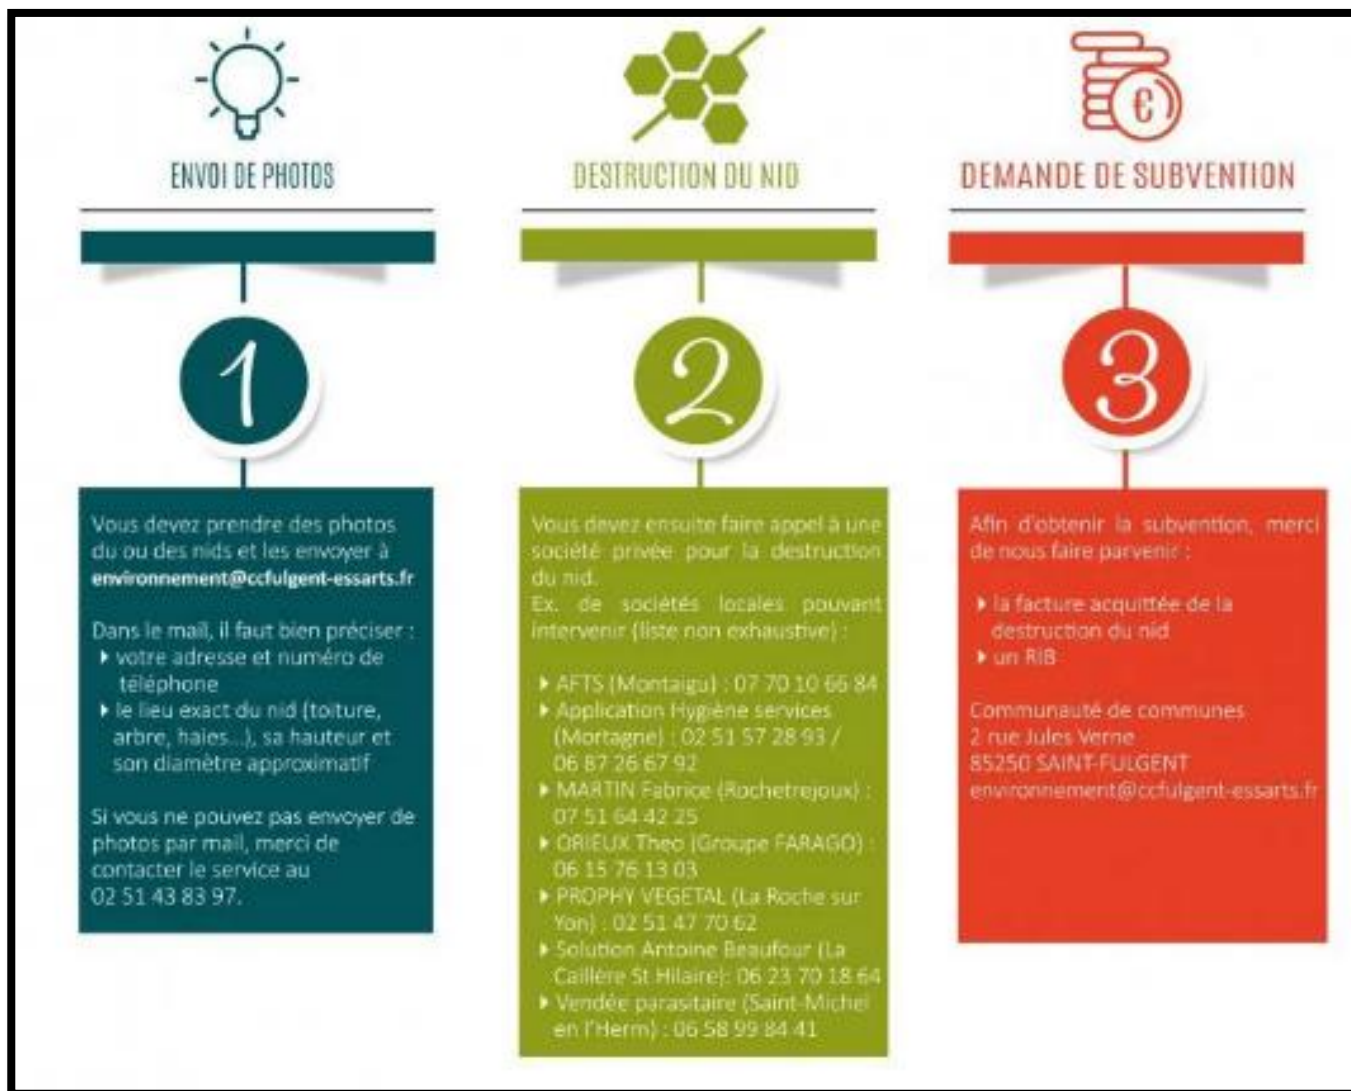 ENVOI DE PHOTOS
1
Vous devez prendre des photos
du ou des nids et les envoyer à
environnement@ccfulgent-essarts.fr
Dans le mail, il faut bien préciser :
votre adresse et numéro de
téléphone
le lieu exact du nid (toiture,
arbre, haies...), sa hauteur et
son diamètre approximatif
Si vous ne pouvez pas envoyer de
photos par mail, merci de
contacter le service au
02 51 43 83 97.
DESTRUCTION DU NID
2
Vous devez ensuite faire appel à une
société privée pour la destruction
du nid.
Ex. de sociétés locales pouvant
intervenir (liste non exhaustive) :
AFTS (Montaigu) : 07 70 10 66 84
Application Hygiène services
(Mortagne) : 02 51 57 28 93 /
06 87 26 67 92
MARTIN Fabrice (Rochetrejoux) :
07 51 64 42 25
ORIEUX Theo (Groupe FARAGO) :
06 15 76 13 03
PROPHY VEGETAL (La Roche sur
Yon) : 02 51 47 70 62
Solution Antoine Beaufour (La
Caillère St Hilaire): 06 23 70 18 64
Vendée parasitaire (Saint-Michel
en l'Herm) : 06 58 99 84 41
€
DEMANDE DE SUBVENTION
3
Afin d'obtenir la subvention, merci
de nous faire parvenir :
la facture acquittée de la
destruction du nid
un RIB
Communauté de communes
2 rue Jules Verne
85250 SAINT-FULGENT
environnement@ccfulgent-essarts.fr